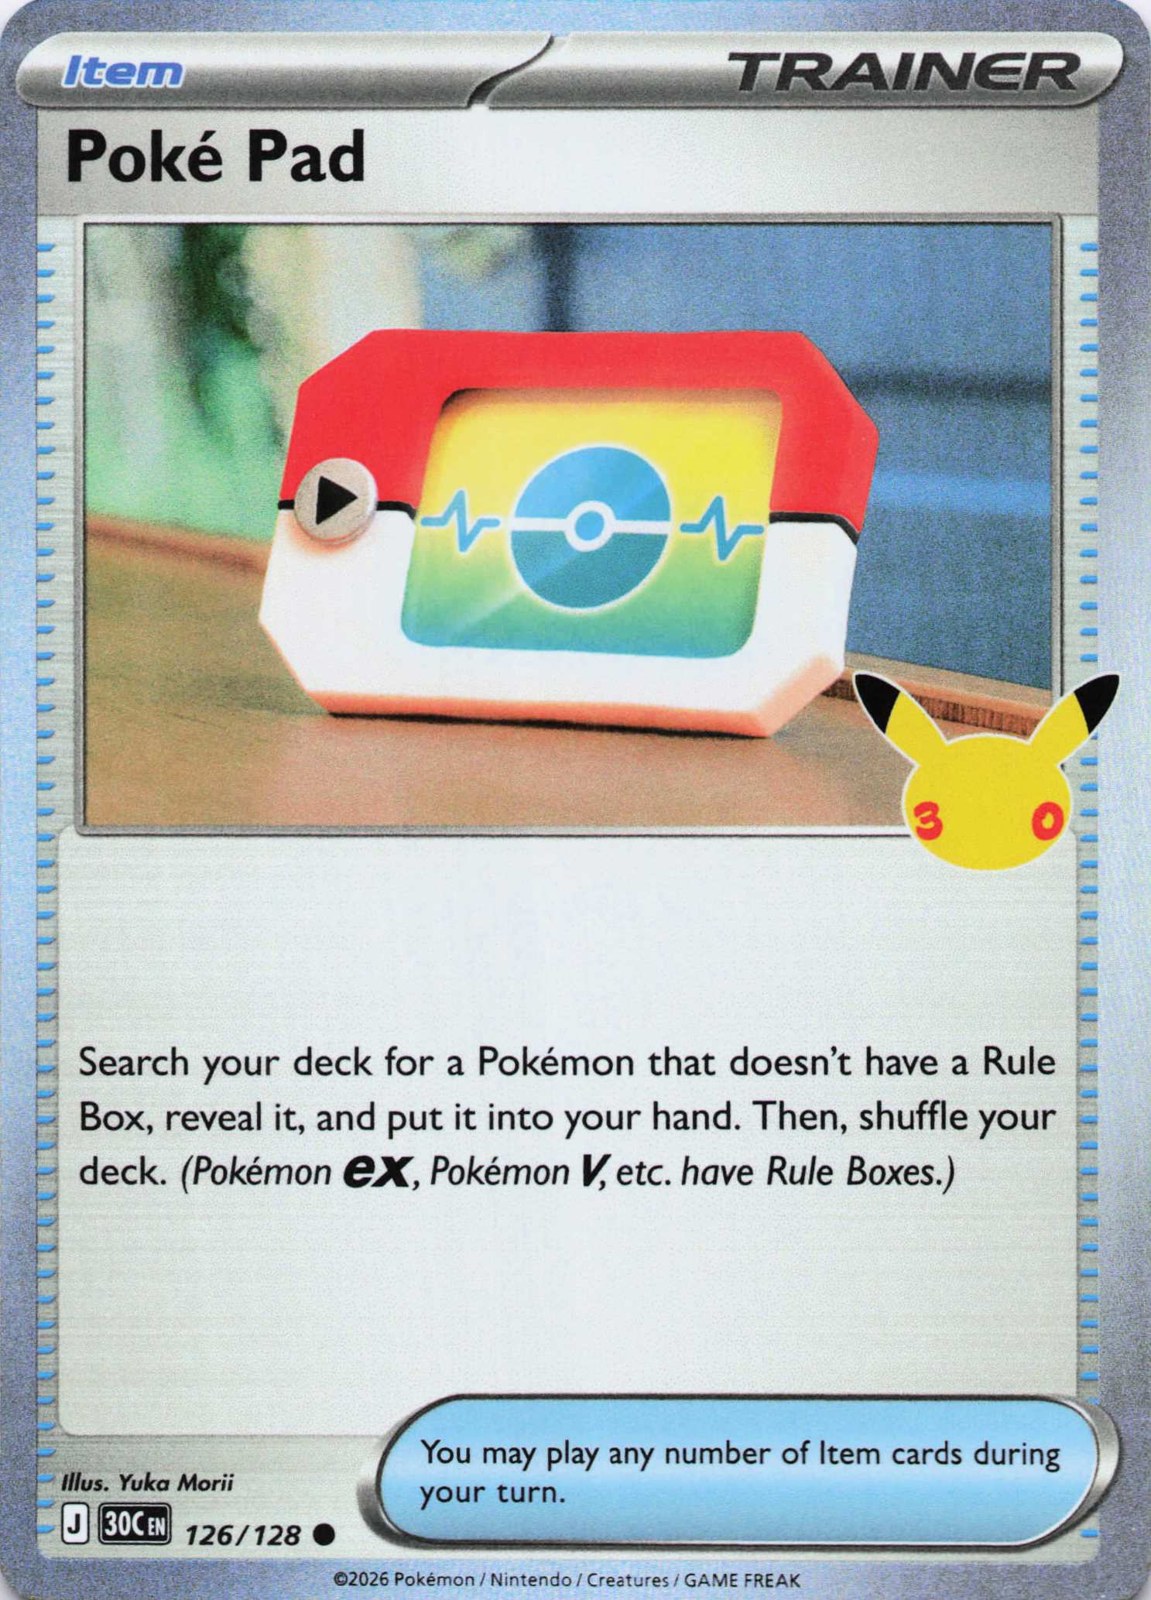 Item
TRAINER
Poké Pad
30
Search your deck for a Pokémon that doesn't have a Rule
Box, reveal it, and put it into your hand. Then, shuffle your
deck. (Pokémon ex, Pokémon V, etc. have Rule Boxes.)
You may play any number of Item cards during
your turn.
Illus. Yuka Morii
J 30C EN 126/128
©2026 Pokémon / Nintendo / Creatures / GAME FREAK